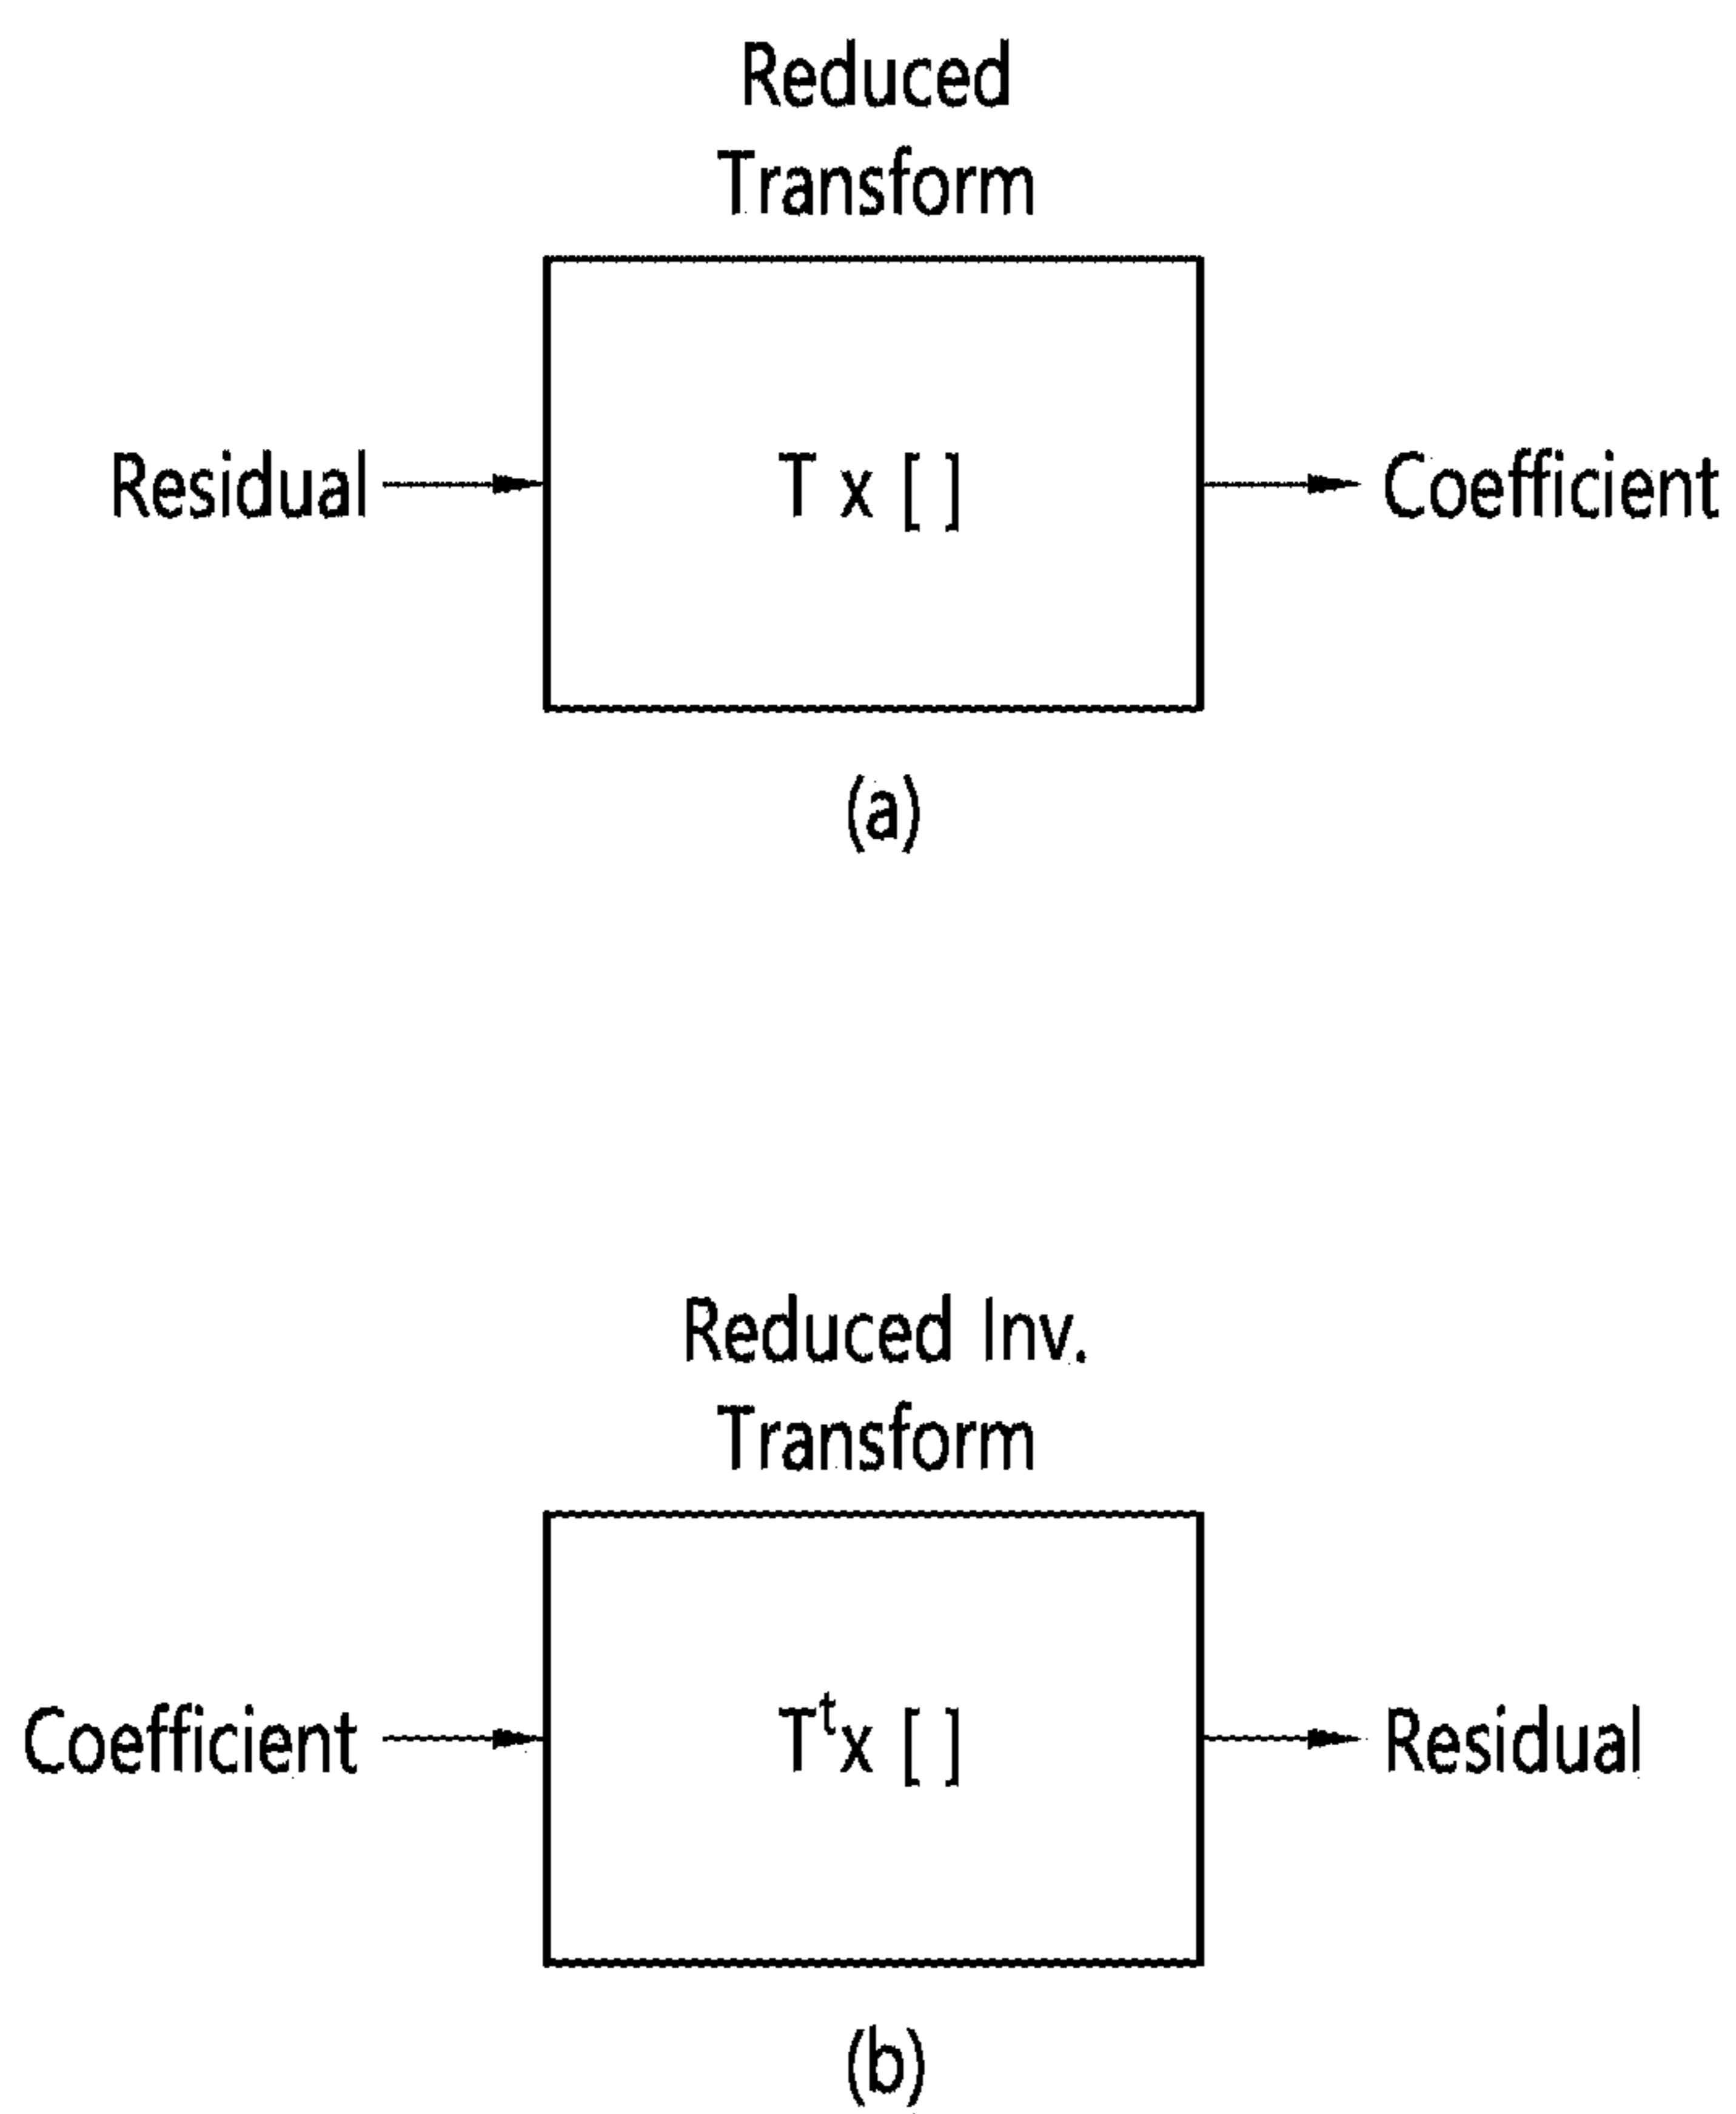 Reduced
Transform
Residual
T x [ ]
Coefficient
(a)
Reduced Inv.
Transform
Coefficient
Tᵗx [ ]
Residual
(b)